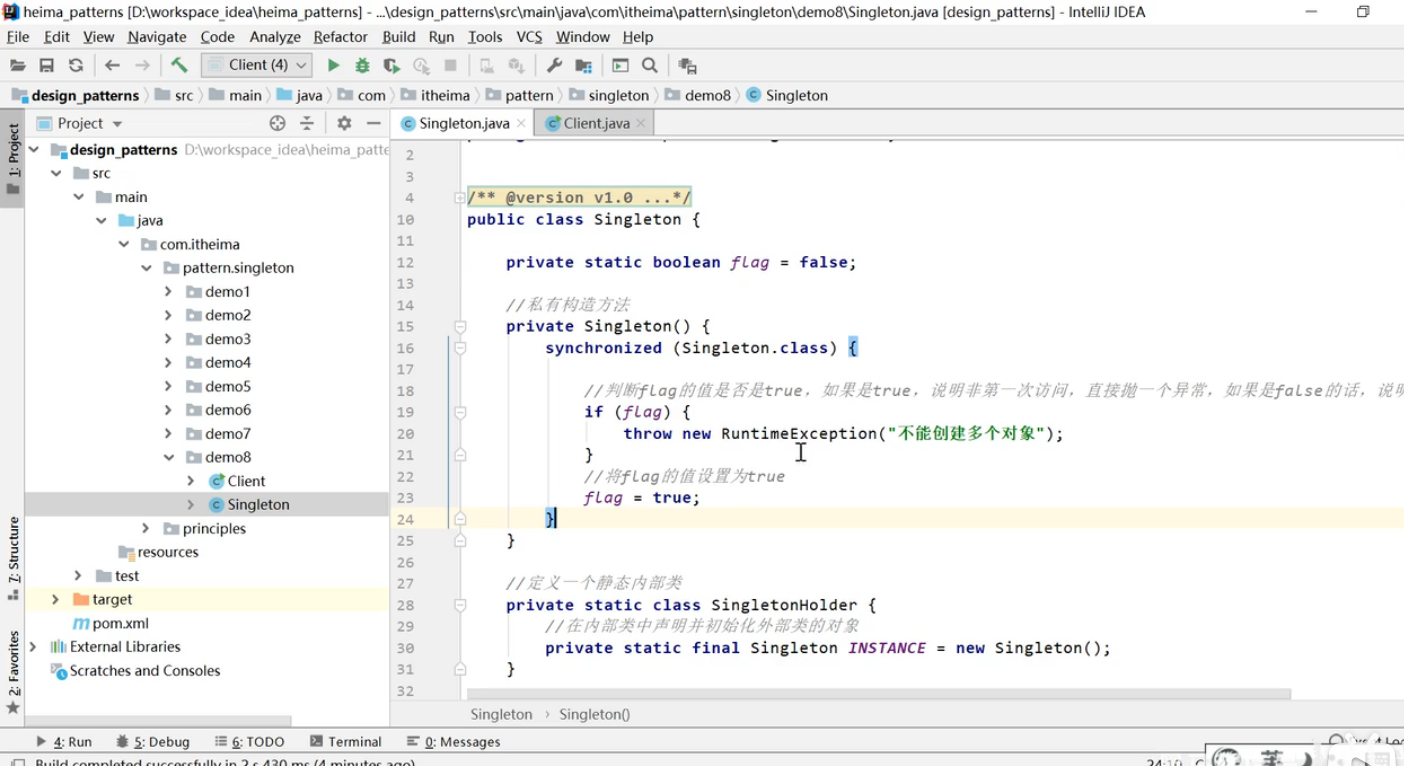 heima_patterns [D:\workspace_idea\heima_patterns] - ...\design_patterns\src\main\java\com\itheima\pattern\singleton\demo8\Singleton.java [design_patterns] - IntelliJ IDEA
File Edit View Navigate Code Analyze Refactor Build Run Tools VCS Window Help
Client (4)
design_patterns src main java com itheima pattern singleton demo8 Singleton
Project
Singleton.java
Client.java
1: Project
7: Structure
2: Favorites
design_patterns D:\workspace_idea\heima_patte
src
main
java
com.itheima
pattern.singleton
demo1
demo2
demo3
demo4
demo5
demo6
demo7
demo8
Client
Singleton
principles
resources
test
target
pom.xml
External Libraries
Scratches and Consoles
2
3
4 /** @version v1.0 ...*/
10 public class Singleton {
11
12 private static boolean flag = false;
13
14 //私有构造方法
15 private Singleton() {
16 synchronized (Singleton.class) {
17
18 //判断flag的值是否是true，如果是true，说明非第一次访问，直接抛一个异常，如果是false的话，说明
19 if (flag) {
20 throw new RuntimeException("不能创建多个对象");
21 }
22 //将flag的值设置为true
23 flag = true;
24 }
25 }
26
27 //定义一个静态内部类
28 private static class SingletonHolder {
29 //在内部类中声明并初始化外部类的对象
30 private static final Singleton INSTANCE = new Singleton();
31 }
32
Singleton › Singleton()
4: Run 5: Debug 6: TODO Terminal 0: Messages
Build completed successfully in 2 s 430 ms (4 minutes ago)
24:10